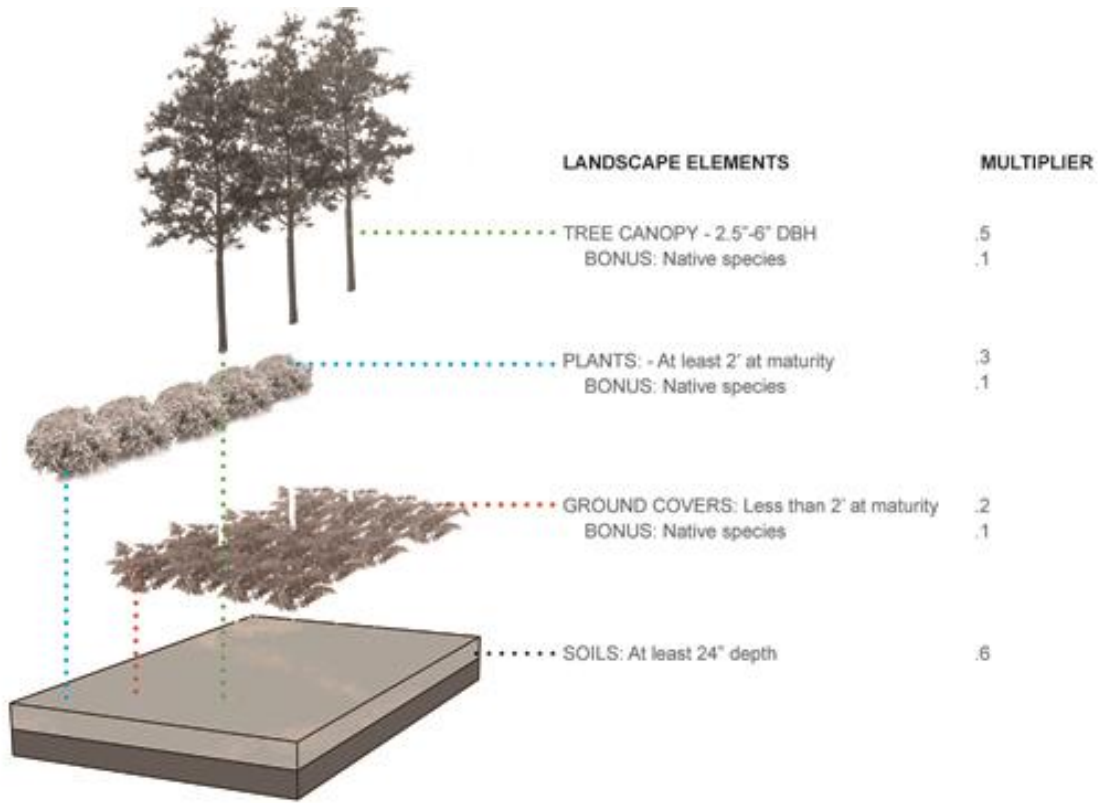 LANDSCAPE ELEMENTS MULTIPLIER
TREE CANOPY - 2.5"-6" DBH .5
BONUS: Native species .1
PLANTS: - At least 2' at maturity .3
BONUS: Native species .1
GROUND COVERS: Less than 2' at maturity .2
BONUS: Native species .1
SOILS: At least 24" depth .6